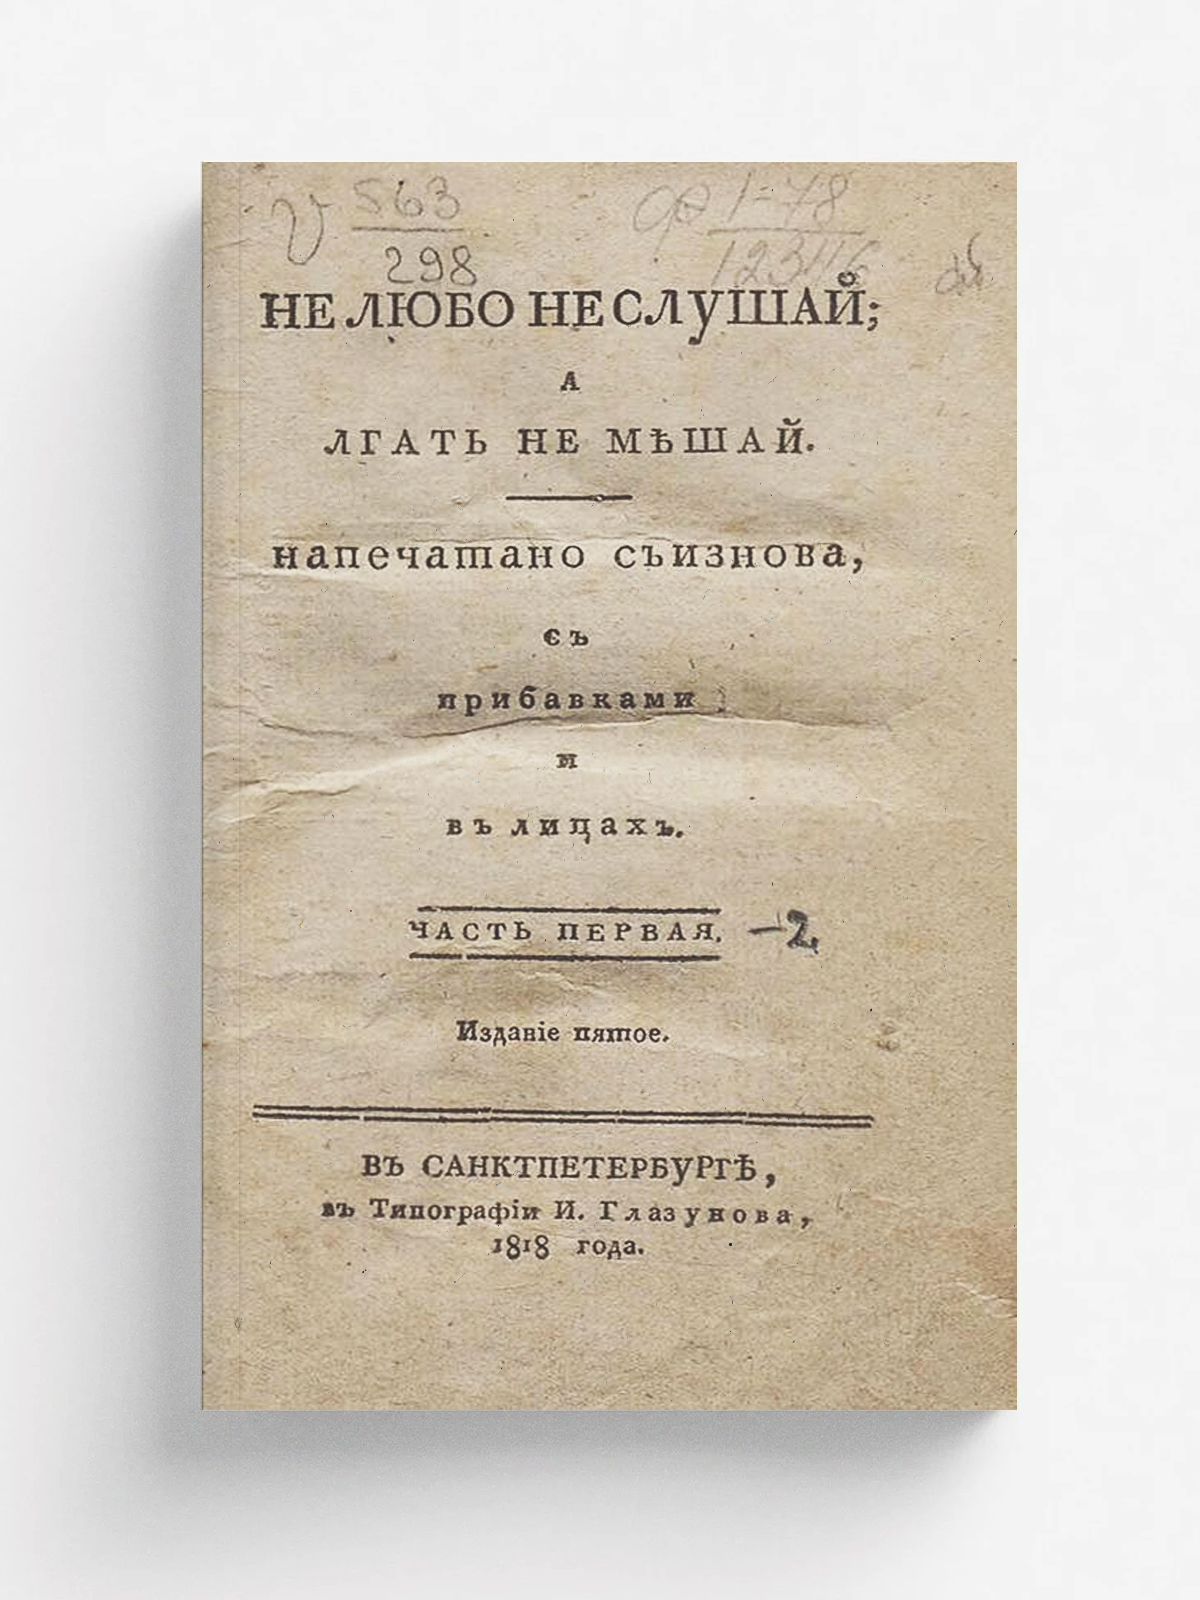 563
298
1-78
123116
НЕ ЛЮБО НЕ СЛУШАЙ;
А
ЛГАТЬ НЕ МѢШАЙ.
напечатано съизнова,
съ
прибавками
и
въ лицахъ.
ЧАСТЬ ПЕРВАЯ. -2
Изданіе пятое.
ВЪ САНКТПЕТЕРБУРГѢ,
въ Типографіи И. Глазунова,
1818 года.